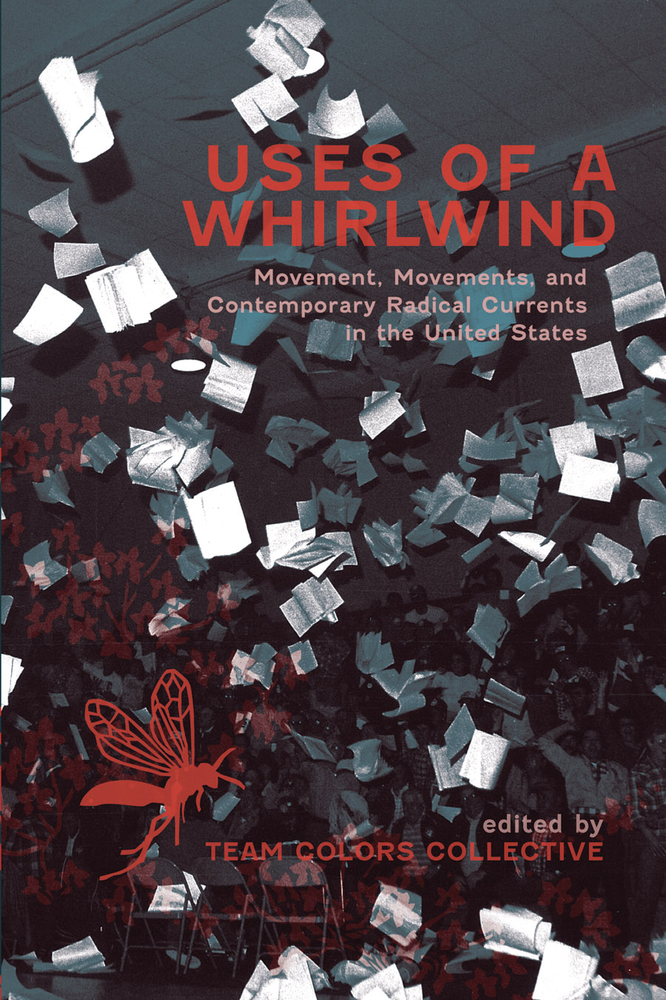 USES OF A
WHIRLWIND
Movement, Movements, and
Contemporary Radical Currents
in the United States
edited by
TEAM COLORS COLLECTIVE